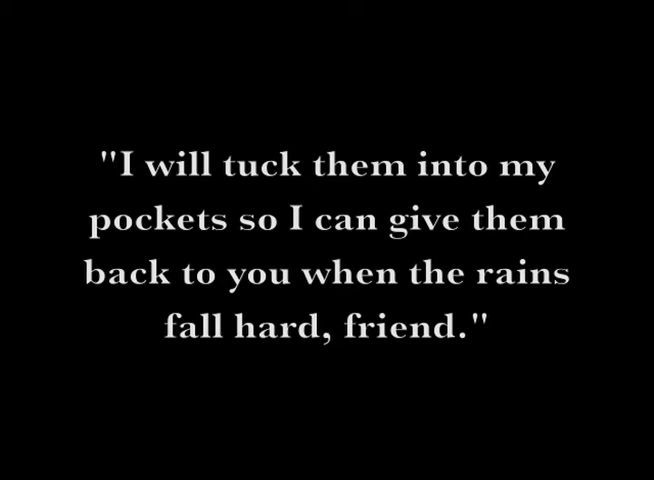 "I will tuck them into my
pockets so I can give them
back to you when the rains
fall hard, friend."